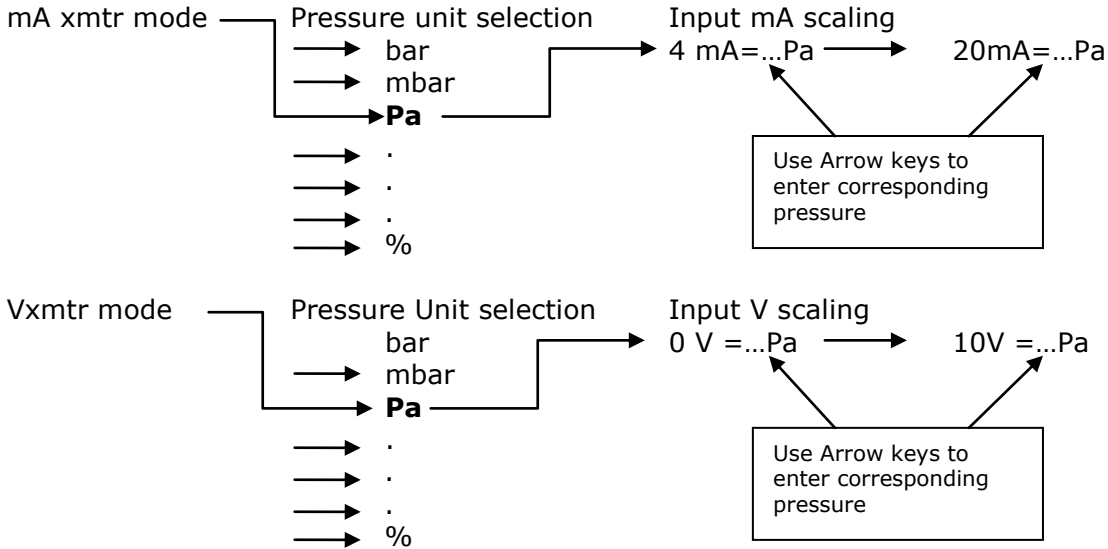 mA xmtr mode
Pressure unit selection
bar
mbar
Pa
.
.
.
%
Input mA scaling
4 mA=…Pa
20mA=…Pa
Use Arrow keys to
enter corresponding
pressure
Vxmtr mode
Pressure Unit selection
bar
mbar
Pa
.
.
.
%
Input V scaling
0 V =…Pa
10V =…Pa
Use Arrow keys to
enter corresponding
pressure